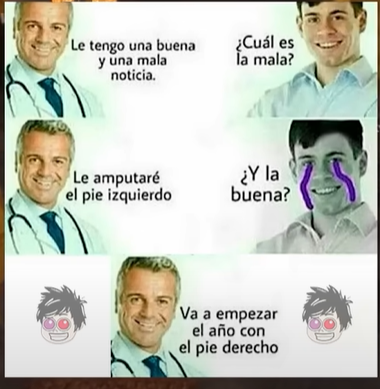 Le tengo una buena
y una mala
noticia.
¿Cuál es
la mala?
Le amputaré
el pie izquierdo
¿Y la
buena?
Va a empezar
el año con
el pie derecho